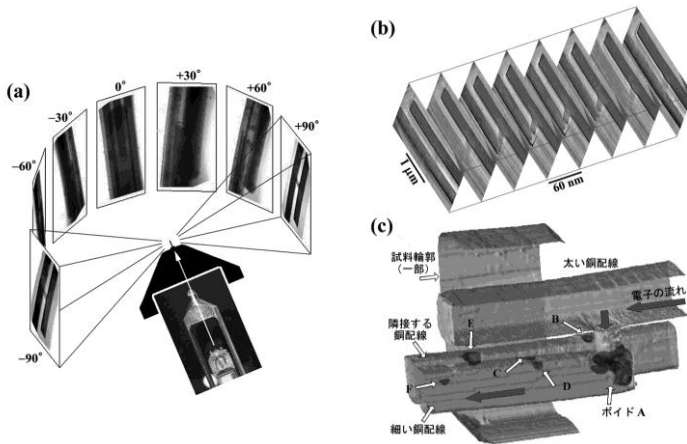 (a)
−90°
−60°
−30°
0°
+30°
+60°
+90°
(b)
1 μm
60 nm
(c)
試料輪郭
(一部)
太い銅配線
電子の流れ
隣接する
銅配線
B
E
C
D
F
ボイド A
細い銅配線